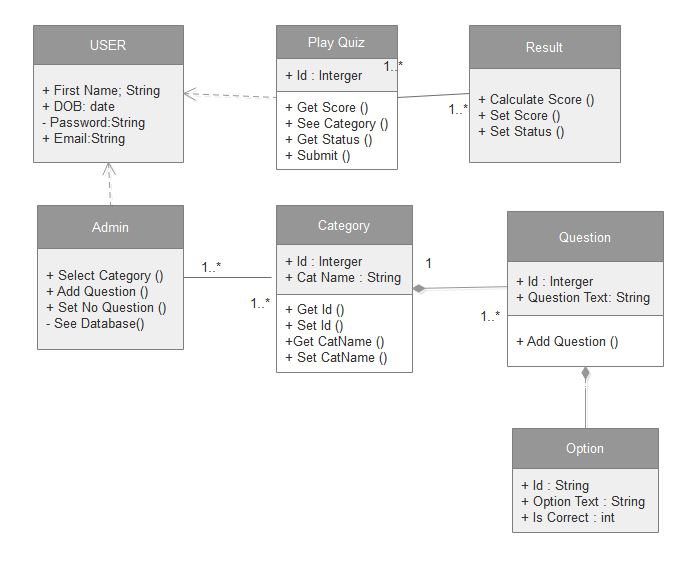 USER
+ First Name; String
+ DOB: date
- Password:String
+ Email:String
Play Quiz
+ Id : Interger
+ Get Score ()
+ See Category ()
+ Get Status ()
+ Submit ()
1..*
1..*
Result
+ Calculate Score ()
+ Set Score ()
+ Set Status ()
Admin
+ Select Category ()
+ Add Question ()
+ Set No Question ()
- See Database()
1..*
1..*
Category
+ Id : Interger
+ Cat Name : String
+ Get Id ()
+ Set Id ()
+Get CatName ()
+ Set CatName ()
1
1..*
Question
+ Id : Interger
+ Question Text: String
+ Add Question ()
Option
+ Id : String
+ Option Text : String
+ Is Correct : int